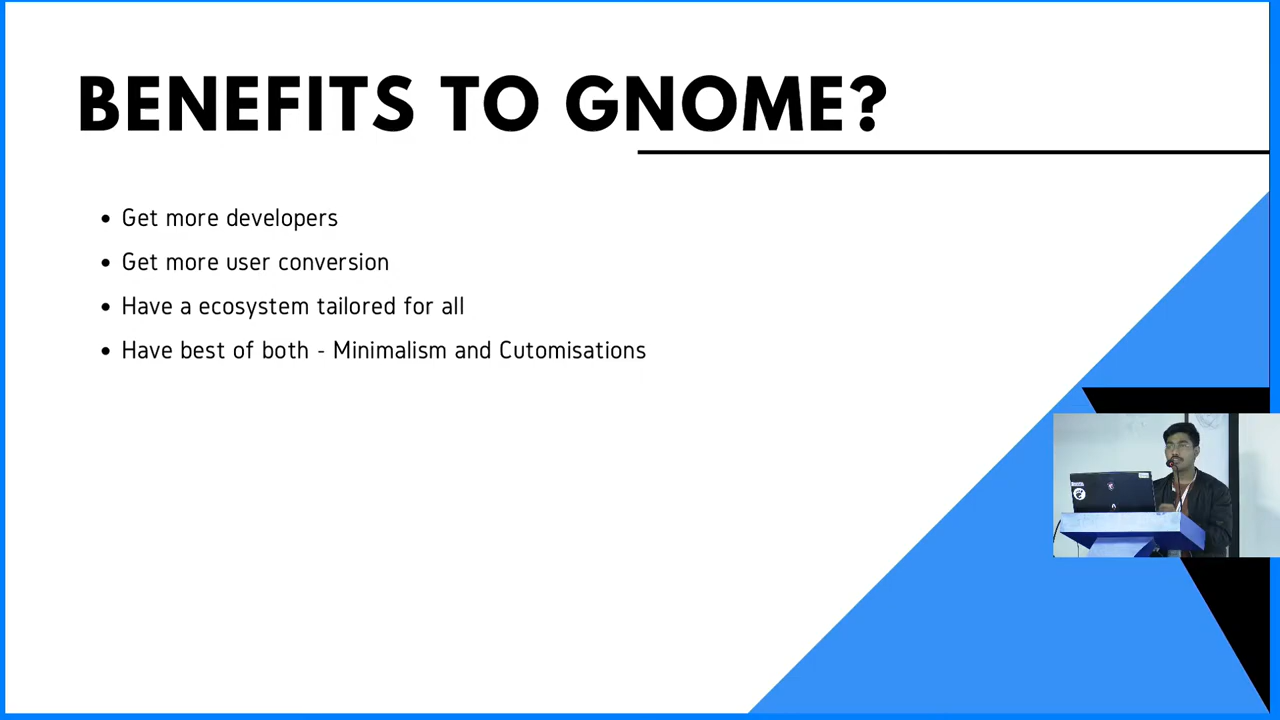 BENEFITS TO GNOME?
Get more developers
Get more user conversion
Have a ecosystem tailored for all
Have best of both - Minimalism and Cutomisations